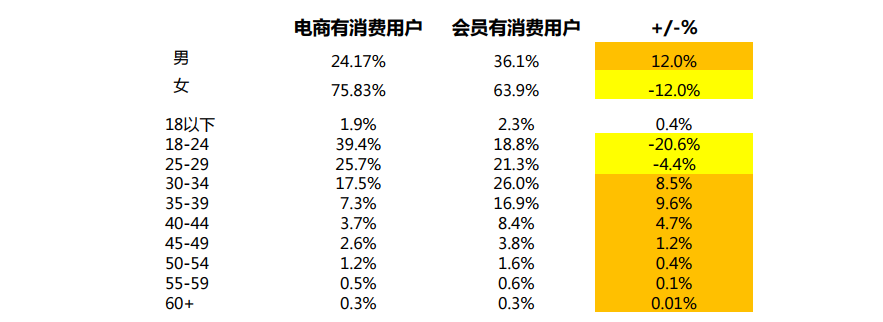 电商有消费用户 会员有消费用户 +/-%
男 24.17% 36.1% 12.0%
女 75.83% 63.9% -12.0%
18以下 1.9% 2.3% 0.4%
18-24 39.4% 18.8% -20.6%
25-29 25.7% 21.3% -4.4%
30-34 17.5% 26.0% 8.5%
35-39 7.3% 16.9% 9.6%
40-44 3.7% 8.4% 4.7%
45-49 2.6% 3.8% 1.2%
50-54 1.2% 1.6% 0.4%
55-59 0.5% 0.6% 0.1%
60+ 0.3% 0.3% 0.01%